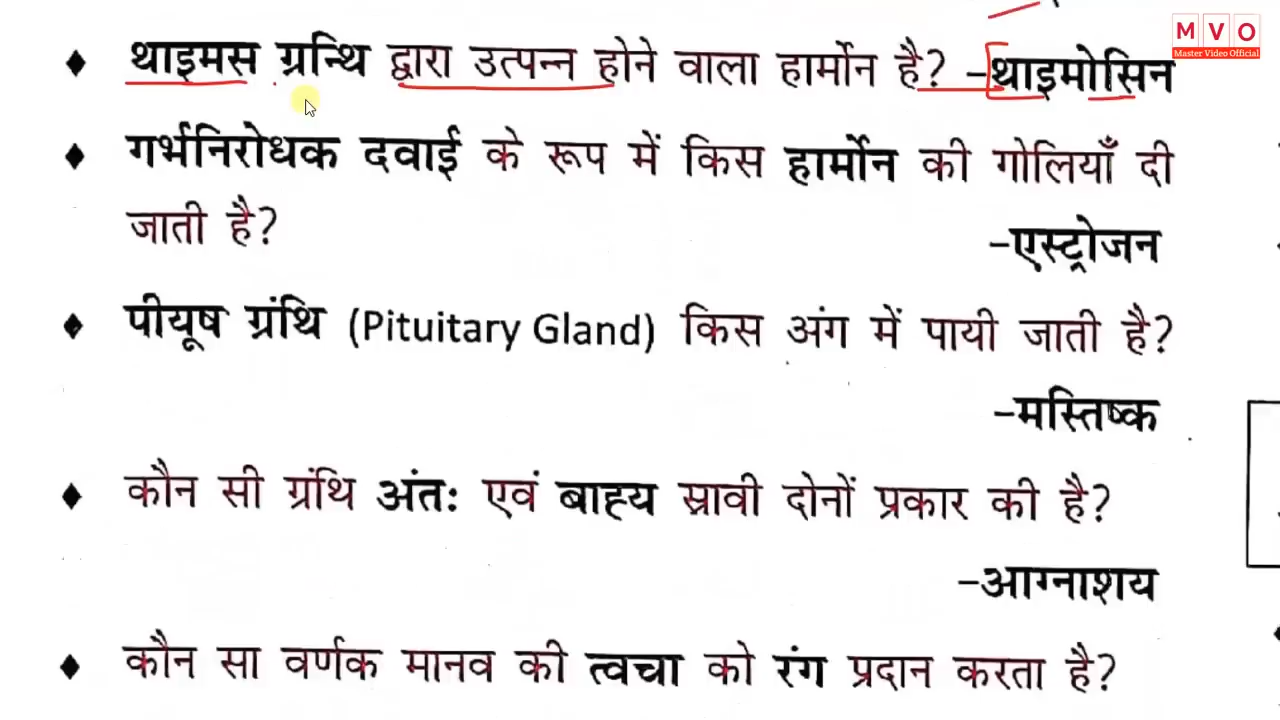 MVO
Master Video Official
♦ थाइमस ग्रन्थि द्वारा उत्पन्न होने वाला हार्मोन है? –थाइमोसिन
♦ गर्भनिरोधक दवाई के रूप में किस हार्मोन की गोलियाँ दी
जाती है?
–एस्ट्रोजन
♦ पीयूष ग्रंथि (Pituitary Gland) किस अंग में पायी जाती है?
–मस्तिष्क
♦ कौन सी ग्रंथि अंतः एवं बाह्य स्रावी दोनों प्रकार की है?
–आग्नाशय
♦ कौन सा वर्णक मानव की त्वचा को रंग प्रदान करता है?